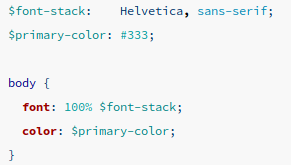 $font-stack:    Helvetica, sans-serif;
$primary-color: #333;

body {
  font: 100% $font-stack;
  color: $primary-color;
}